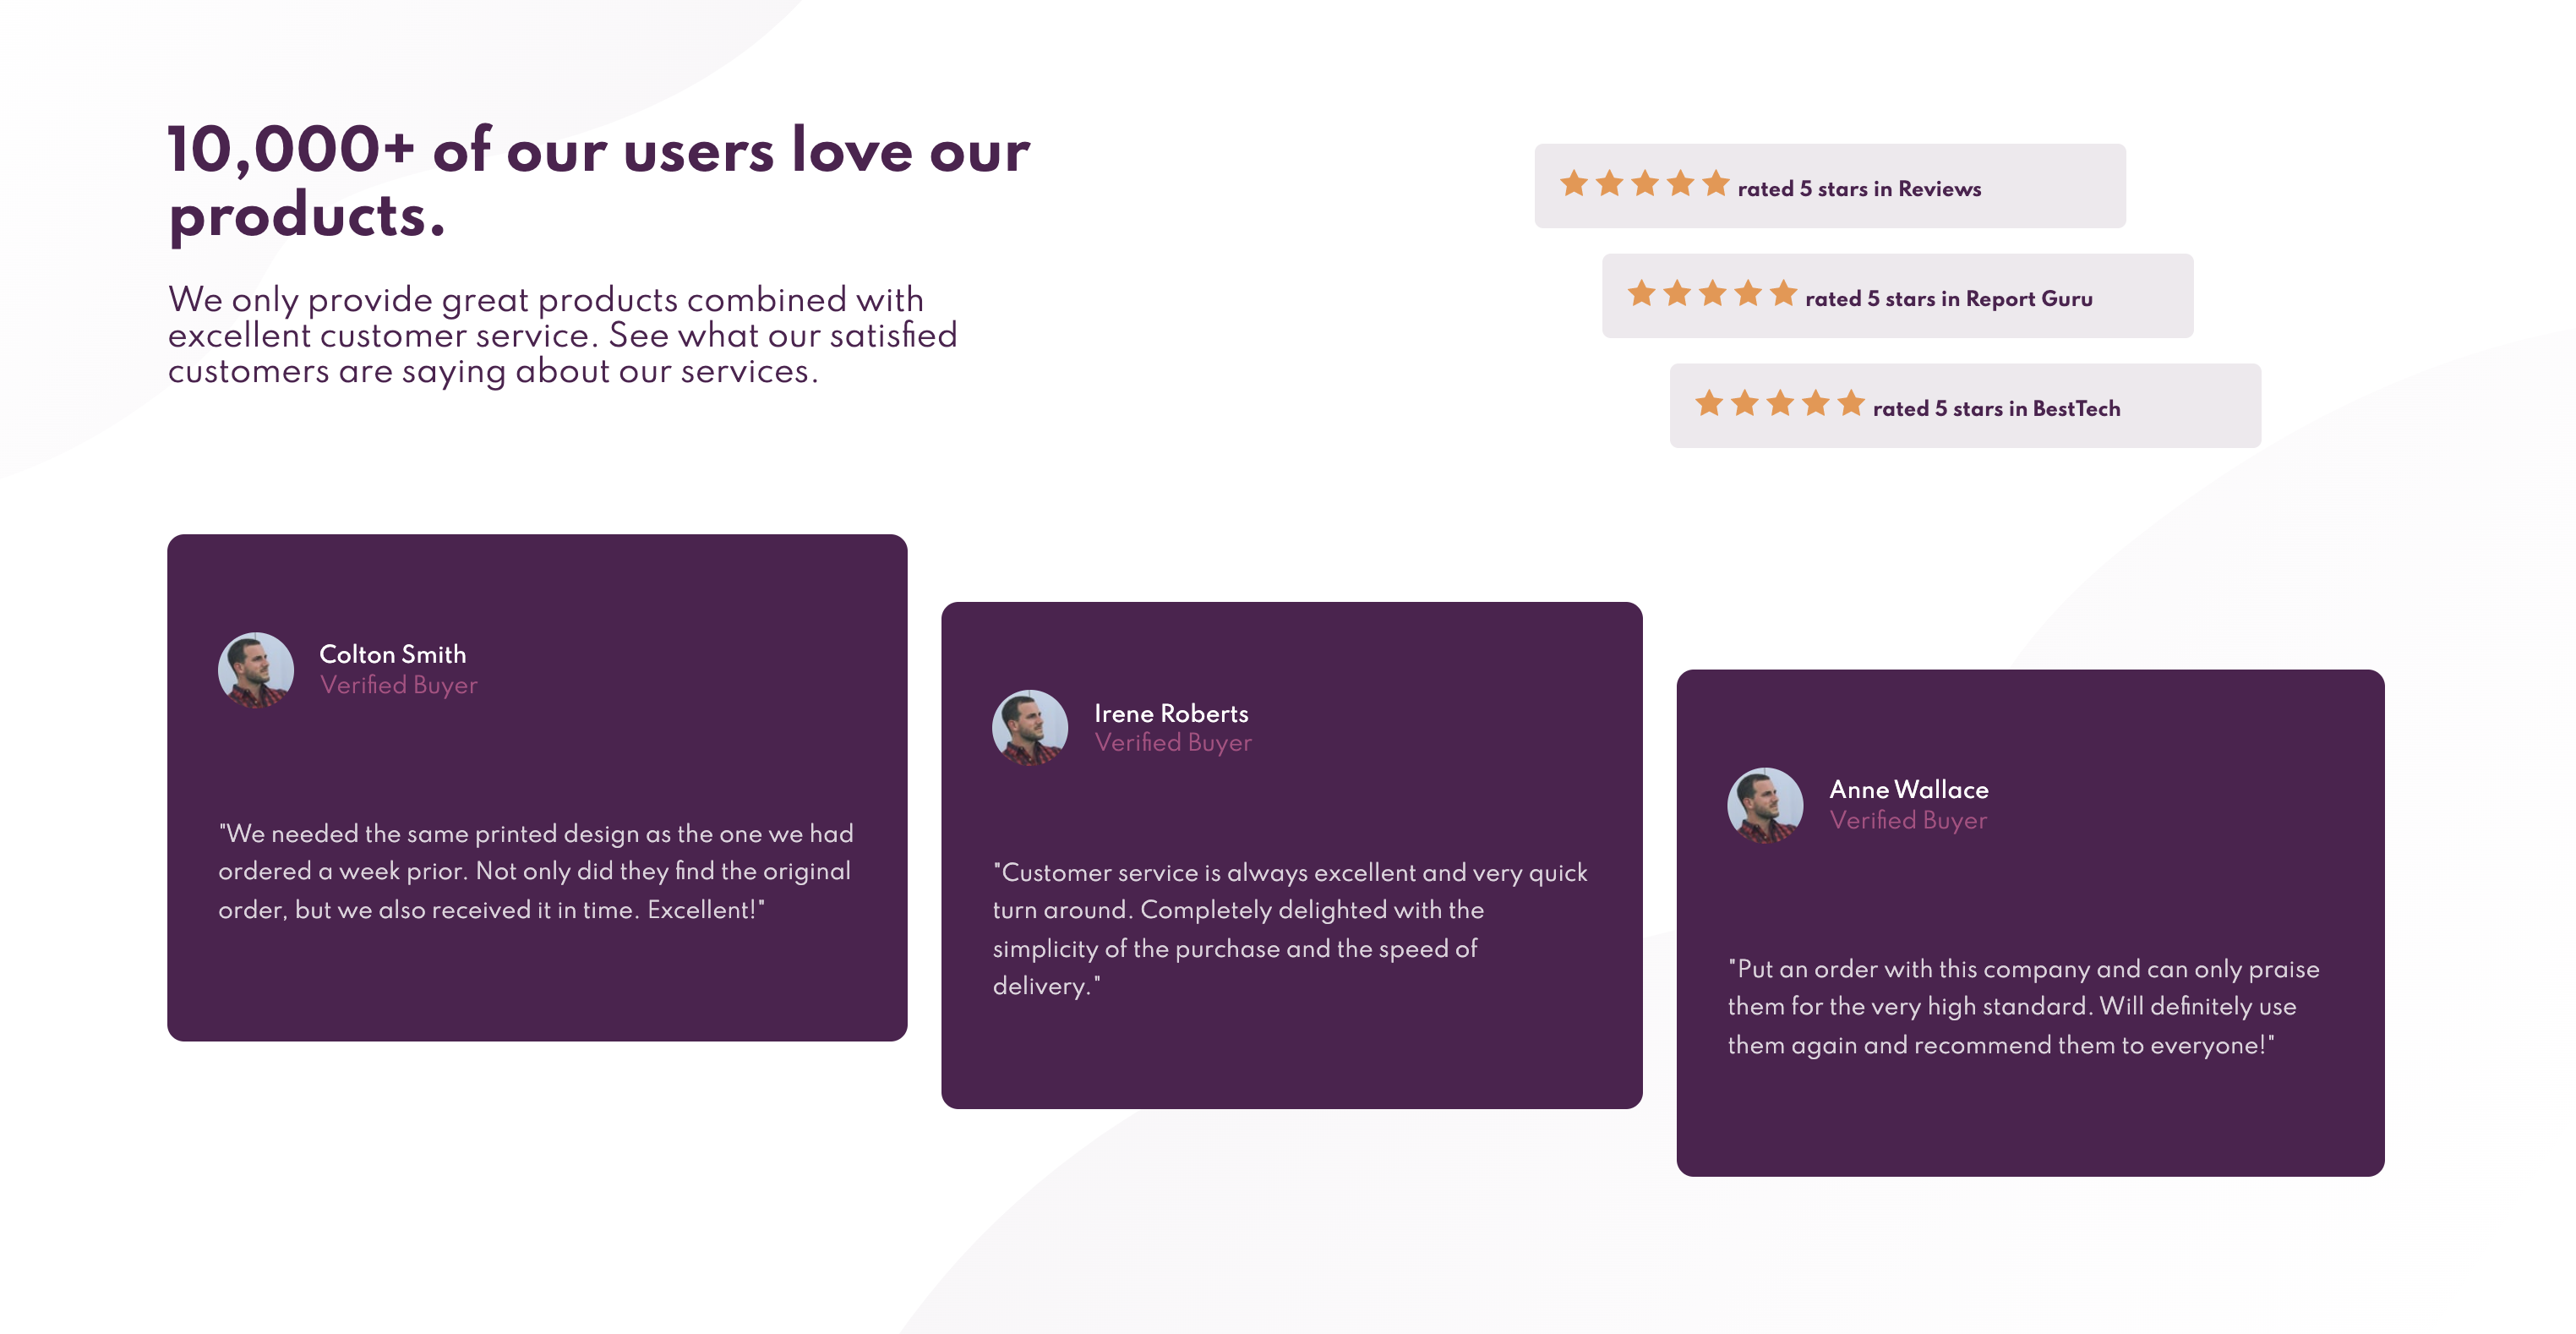 10,000+ of our users love our
products.
We only provide great products combined with
excellent customer service. See what our satisfied
customers are saying about our services.
rated 5 stars in Reviews
rated 5 stars in Report Guru
rated 5 stars in BestTech
Colton Smith
Verified Buyer
"We needed the same printed design as the one we had
ordered a week prior. Not only did they find the original
order, but we also received it in time. Excellent!"
Irene Roberts
Verified Buyer
"Customer service is always excellent and very quick
turn around. Completely delighted with the
simplicity of the purchase and the speed of
delivery."
Anne Wallace
Verified Buyer
"Put an order with this company and can only praise
them for the very high standard. Will definitely use
them again and recommend them to everyone!"